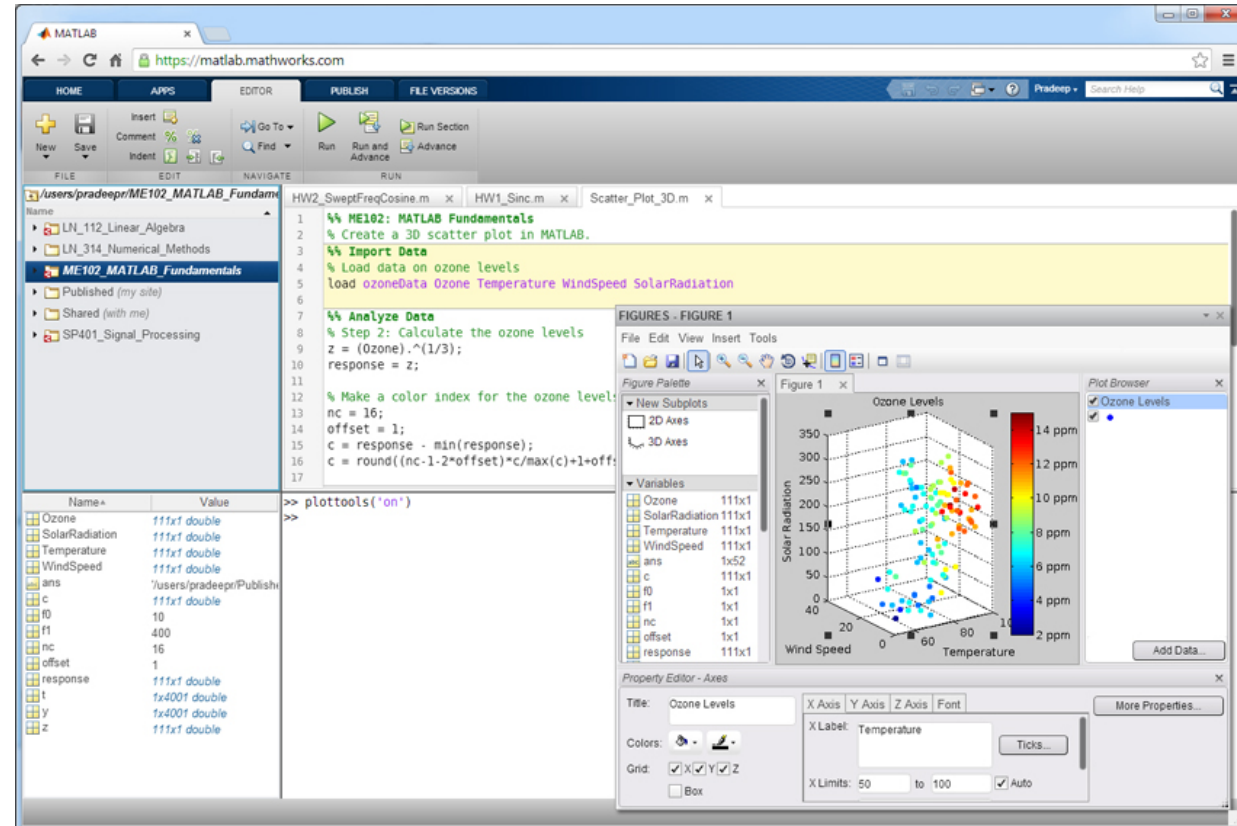 MATLAB
https://matlab.mathworks.com
HOME APPS EDITOR PUBLISH FILE VERSIONS Pradeep Search Help
New Save
Insert
Comment
Indent
Go To
Find
Run Run and Advance
Run Section
Advance
FILE EDIT NAVIGATE RUN
/users/pradeepr/ME102_MATLAB_Fundame
Name
LN_112_Linear_Algebra
LN_314_Numerical_Methods
ME102_MATLAB_Fundamentals
Published (my site)
Shared (with me)
SP401_Signal_Processing
HW2_SweptFreqCosine.m HW1_Sinc.m Scatter_Plot_3D.m
1 %% ME102: MATLAB Fundamentals
2 % Create a 3D scatter plot in MATLAB.
3 %% Import Data
4 % Load data on ozone levels
5 load ozoneData Ozone Temperature WindSpeed SolarRadiation
6
7 %% Analyze Data
8 % Step 2: Calculate the ozone levels
9 z = (Ozone).^(1/3);
10 response = z;
11
12 % Make a color index for the ozone levels
13 nc = 16;
14 offset = 1;
15 c = response - min(response);
16 c = round((nc-1-2*offset)*c/max(c)+1+offs
17
Name Value
Ozone 111x1 double
SolarRadiation 111x1 double
Temperature 111x1 double
WindSpeed 111x1 double
ans '/users/pradeepr/Publishe
c 111x1 double
f0 10
f1 400
nc 16
offset 1
response 111x1 double
t 1x4001 double
y 1x4001 double
z 111x1 double
>> plottools('on')
>>
FIGURES - FIGURE 1
File Edit View Insert Tools
Figure Palette
New Subplots
2D Axes
3D Axes
Variables
Ozone 111x1
SolarRadiation 111x1
Temperature 111x1
WindSpeed 111x1
ans 1x52
c 111x1
f0 1x1
f1 1x1
nc 1x1
offset 1x1
response 111x1
Figure 1
Ozone Levels
350
300
250
200
150
100
50
0
Solar Radiation
40
20
0
Wind Speed
60
80
Temperature
14 ppm
12 ppm
10 ppm
8 ppm
6 ppm
4 ppm
2 ppm
Plot Browser
Ozone Levels
Add Data...
Property Editor - Axes
Title: Ozone Levels
Colors:
Grid: X Y Z
Box
X Axis Y Axis Z Axis Font
X Label: Temperature
Ticks...
X Limits: 50 to 100 Auto
More Properties...